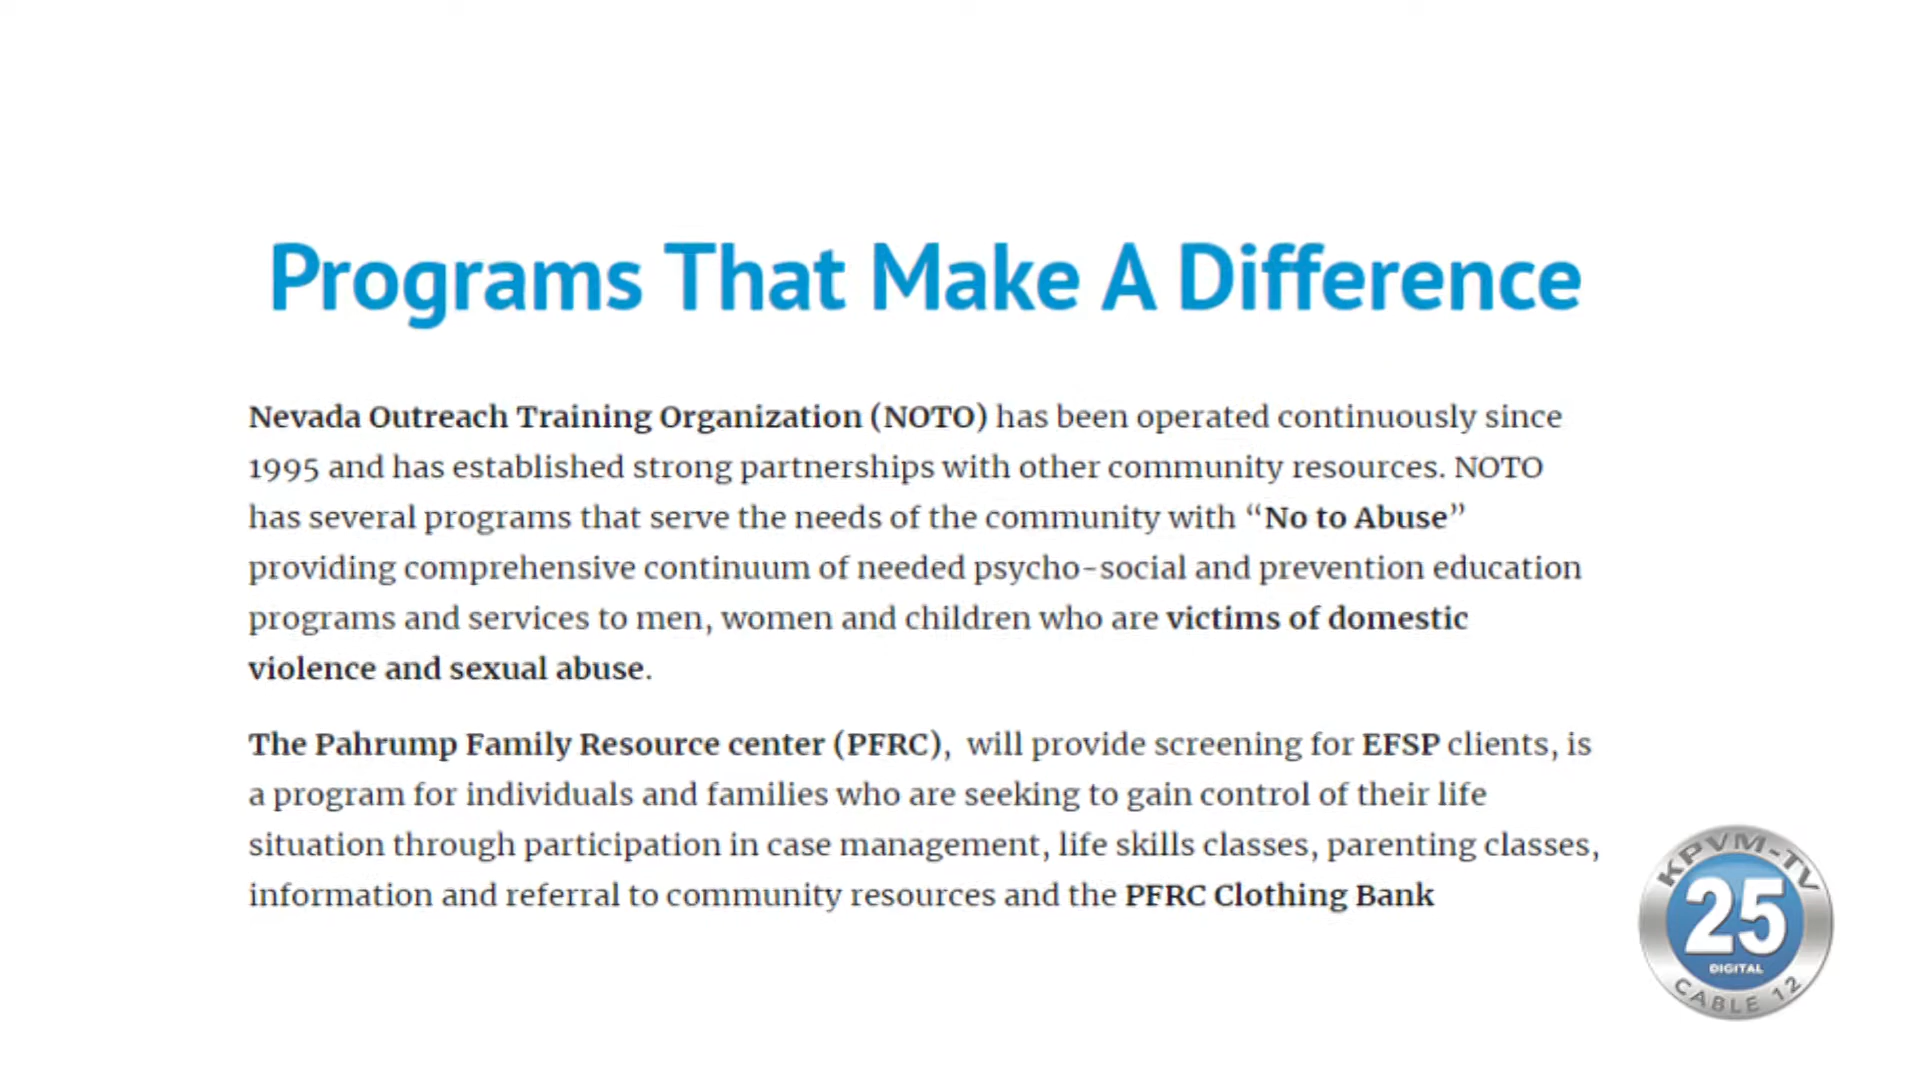 Programs That Make A Difference
Nevada Outreach Training Organization (NOTO) has been operated continuously since
1995 and has established strong partnerships with other community resources. NOTO
has several programs that serve the needs of the community with “No to Abuse”
providing comprehensive continuum of needed psycho-social and prevention education
programs and services to men, women and children who are victims of domestic
violence and sexual abuse.
The Pahrump Family Resource center (PFRC),  will provide screening for EFSP clients, is
a program for individuals and families who are seeking to gain control of their life
situation through participation in case management, life skills classes, parenting classes,
information and referral to community resources and the PFRC Clothing Bank
KPVM-TV
25
DIGITAL
CABLE 12